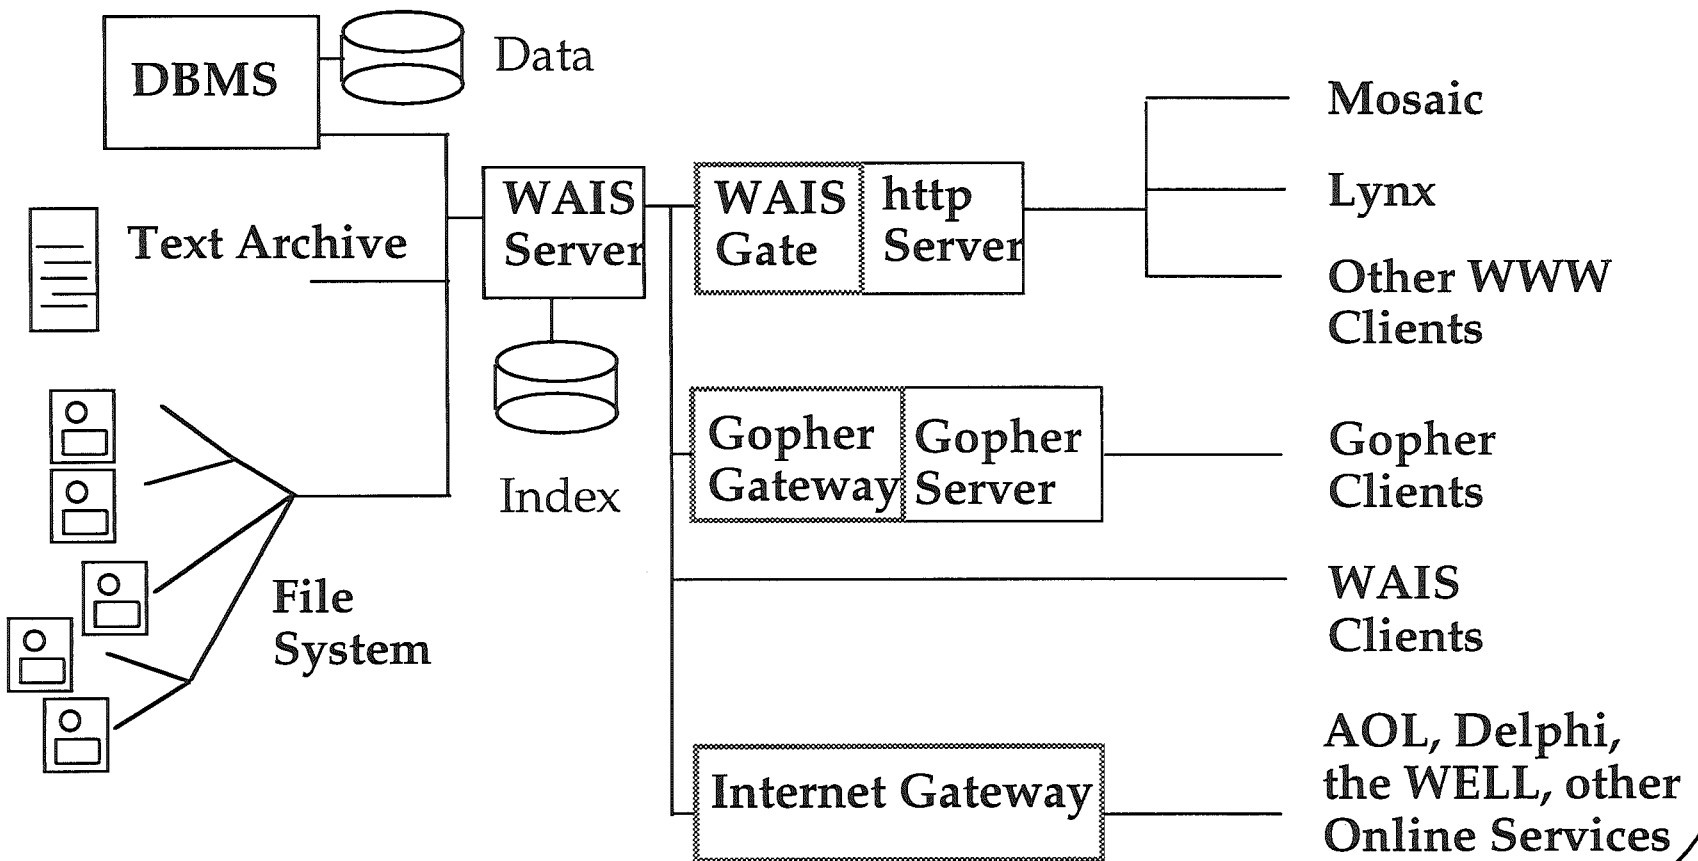 DBMS
Data
Text Archive
WAIS
Server
Index
File
System
WAIS
Gate
http
Server
Gopher
Gateway
Gopher
Server
Internet Gateway
Mosaic
Lynx
Other WWW
Clients
Gopher
Clients
WAIS
Clients
AOL, Delphi,
the WELL, other
Online Services